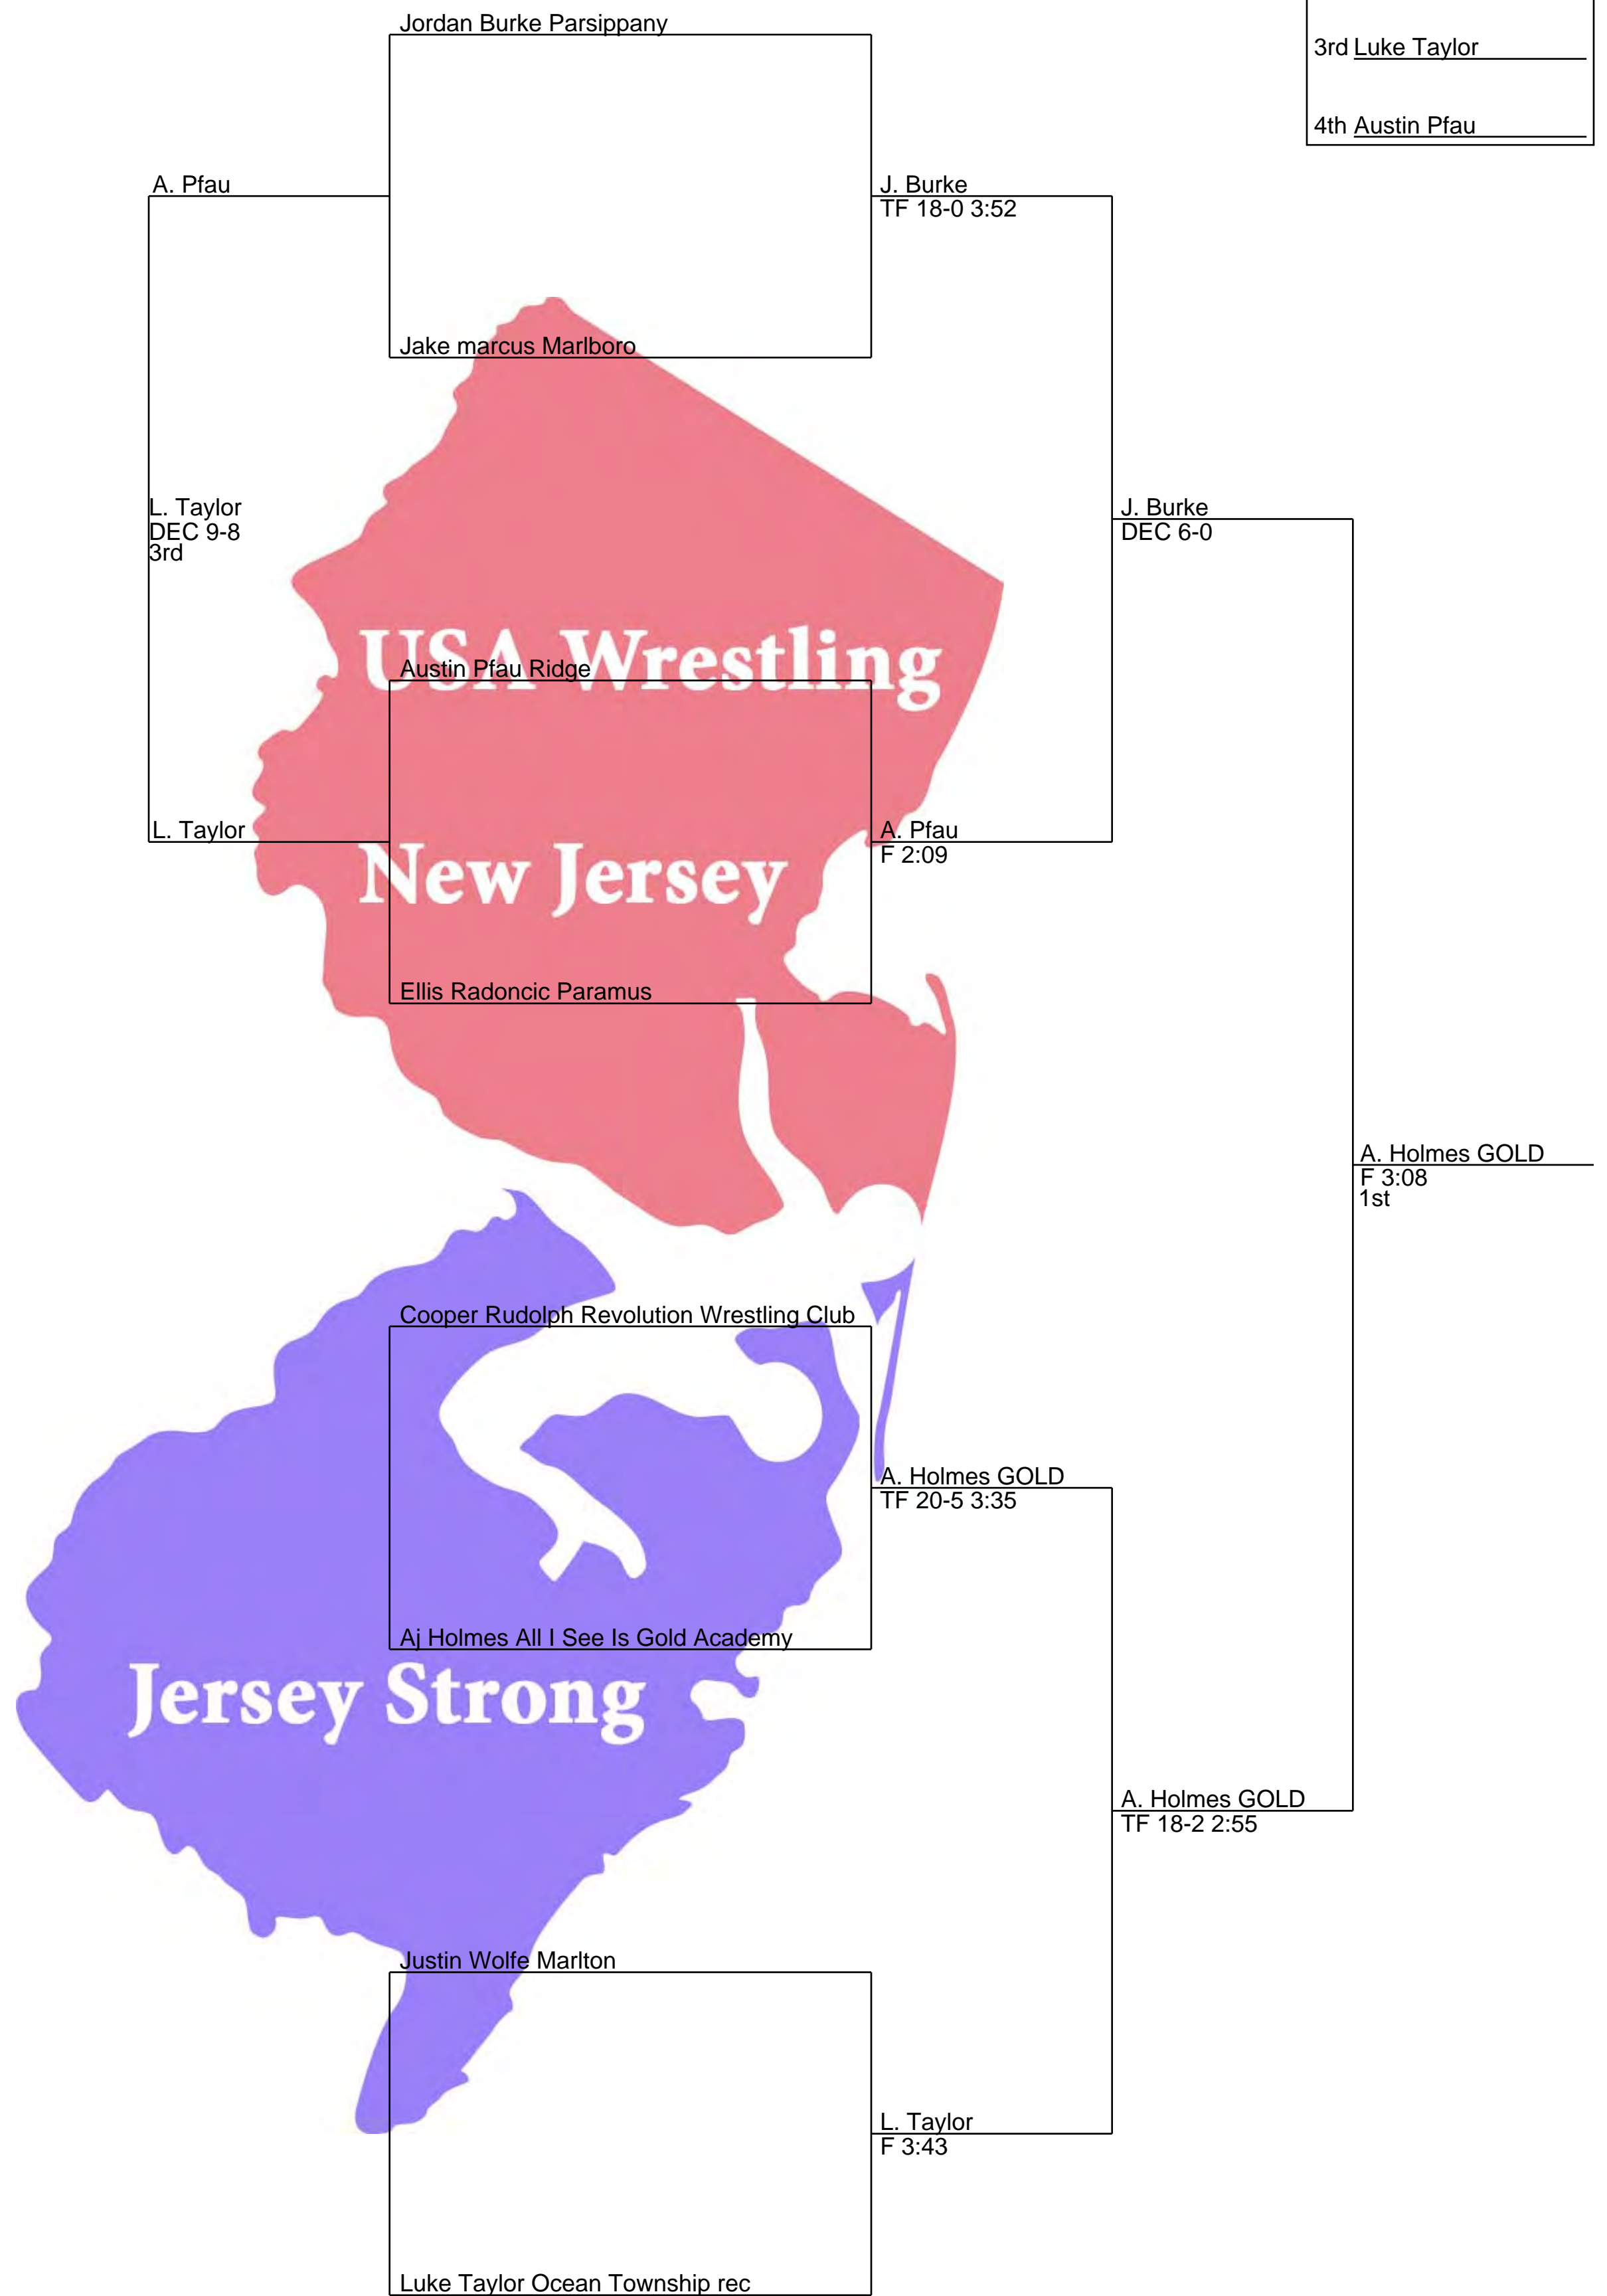 Jordan Burke Parsippany
3rd Luke Taylor
4th Austin Pfau
A. Pfau
J. Burke
TF 18-0 3:52
Jake marcus Marlboro
L. Taylor
DEC 9-8
3rd
J. Burke
DEC 6-0
USA Wrestling
Austin Pfau Ridge
L. Taylor
A. Pfau
F 2:09
New Jersey
Ellis Radoncic Paramus
A. Holmes GOLD
F 3:08
1st
Cooper Rudolph Revolution Wrestling Club
A. Holmes GOLD
TF 20-5 3:35
Aj Holmes All I See Is Gold Academy
Jersey Strong
A. Holmes GOLD
TF 18-2 2:55
Justin Wolfe Marlton
L. Taylor
F 3:43
Luke Taylor Ocean Township rec